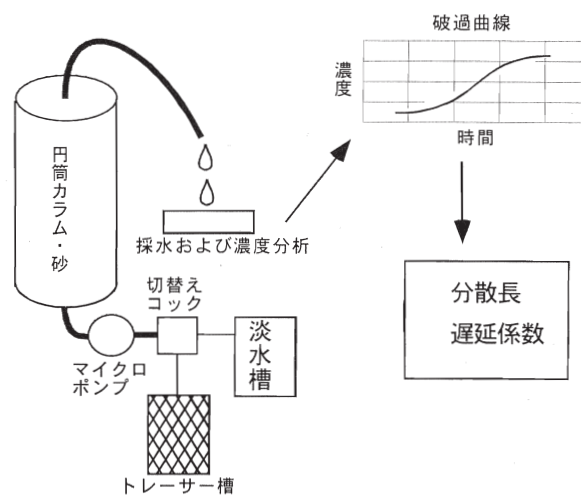 破過曲線
濃度
時間
円筒カラム・砂
採水および濃度分析
切替え
コック
淡水槽
マイクロ
ポンプ
トレーサー槽
分散長
遅延係数